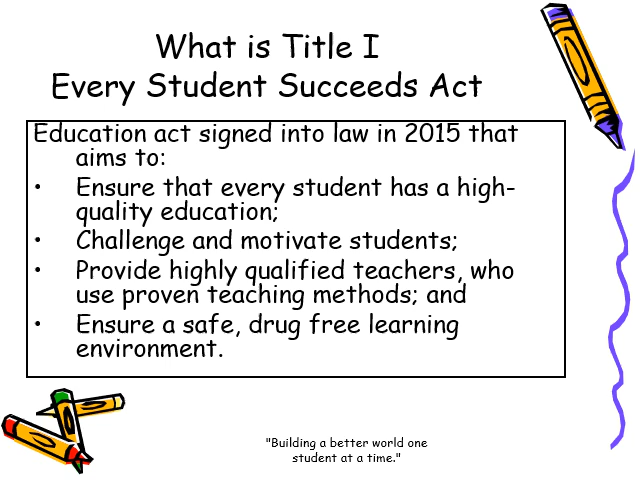 What is Title I
Every Student Succeeds Act
Education act signed into law in 2015 that
aims to:
• Ensure that every student has a high-
quality education;
• Challenge and motivate students;
• Provide highly qualified teachers, who
use proven teaching methods; and
• Ensure a safe, drug free learning
environment.
"Building a better world one
student at a time."